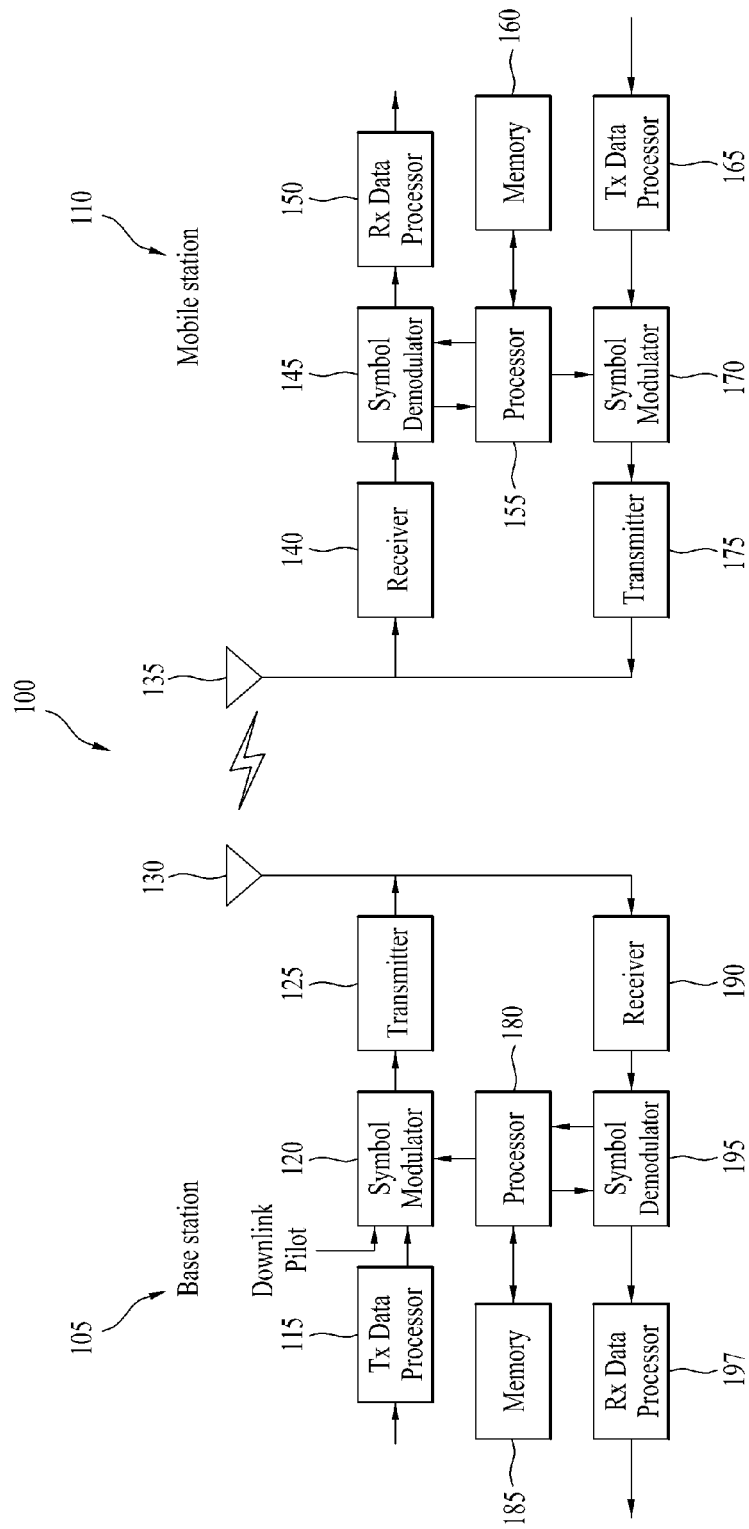 100
105
Base station
110
Mobile station
Downlink
Pilot
115
Tx Data
Processor
120
Symbol
Modulator
125
Transmitter
130
135
140
Receiver
145
Symbol
Demodulator
150
Rx Data
Processor
185
Memory
180
Processor
155
Processor
160
Memory
197
Rx Data
Processor
195
Symbol
Demodulator
190
Receiver
175
Transmitter
170
Symbol
Modulator
165
Tx Data
Processor